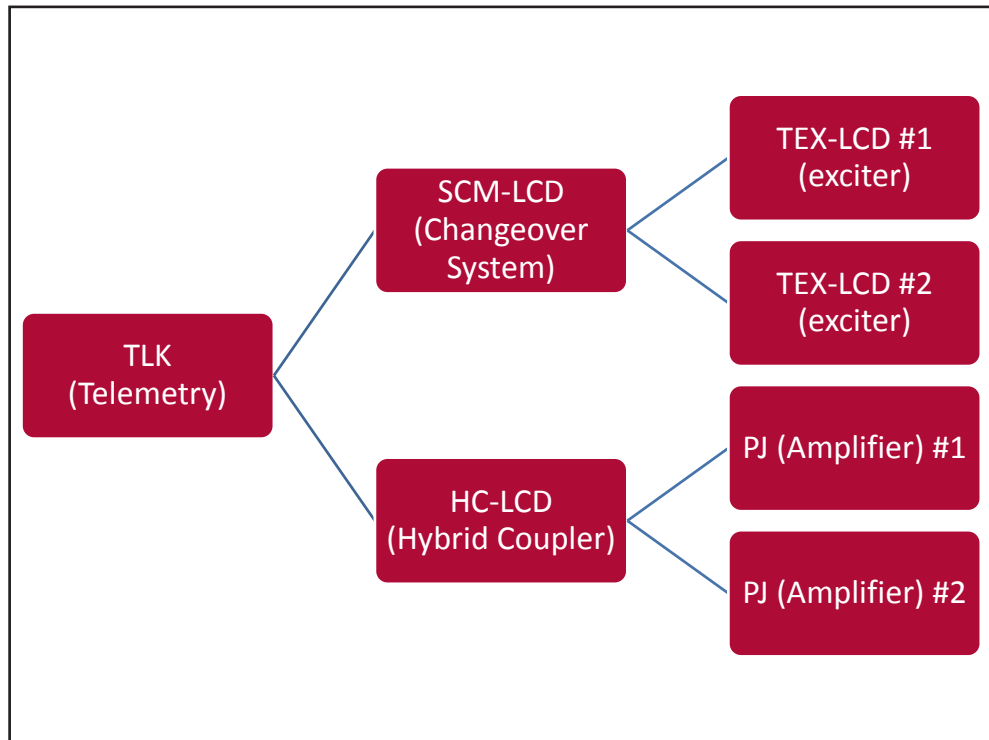 TLK
(Telemetry)
SCM-LCD
(Changeover
System)
HC-LCD
(Hybrid Coupler)
TEX-LCD #1
(exciter)
TEX-LCD #2
(exciter)
PJ (Amplifier) #1
PJ (Amplifier) #2